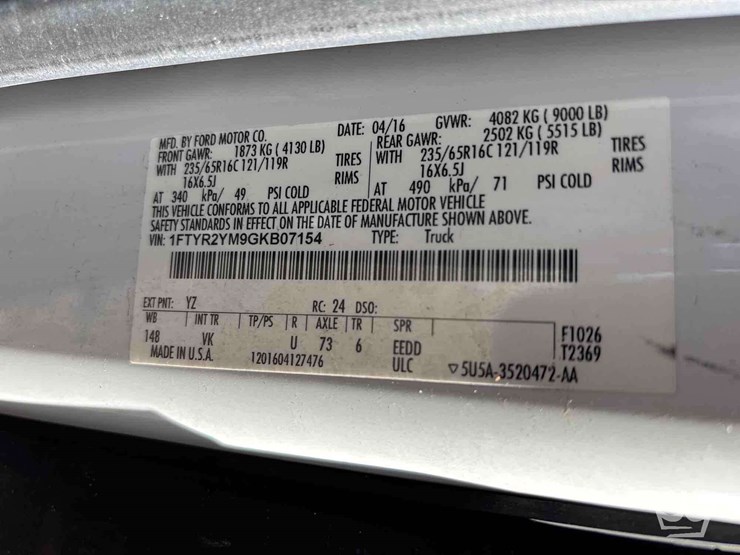 MFD. BY FORD MOTOR CO. DATE: 04/16 GVWR: 4082 KG ( 9000 LB)
FRONT GAWR: 1873 KG ( 4130 LB) REAR GAWR: 2502 KG ( 5515 LB)
WITH 235/65R16C 121/119R TIRES WITH 235/65R16C 121/119R TIRES
16X6.5J RIMS 16X6.5J RIMS
AT 340 kPa/ 49 PSI COLD AT 490 kPa/ 71 PSI COLD
THIS VEHICLE CONFORMS TO ALL APPLICABLE FEDERAL MOTOR VEHICLE
SAFETY STANDARDS IN EFFECT ON THE DATE OF MANUFACTURE SHOWN ABOVE.
VIN: 1FTYR2YM9GKB07154 TYPE: Truck
EXT PNT: YZ RC: 24 DSO:
WB INT TR TP/PS R AXLE TR SPR F1026
148 VK U 73 6 EEDD T2369
MADE IN U.S.A. 1201604127476 ULC ▽5U5A-3520472-AA